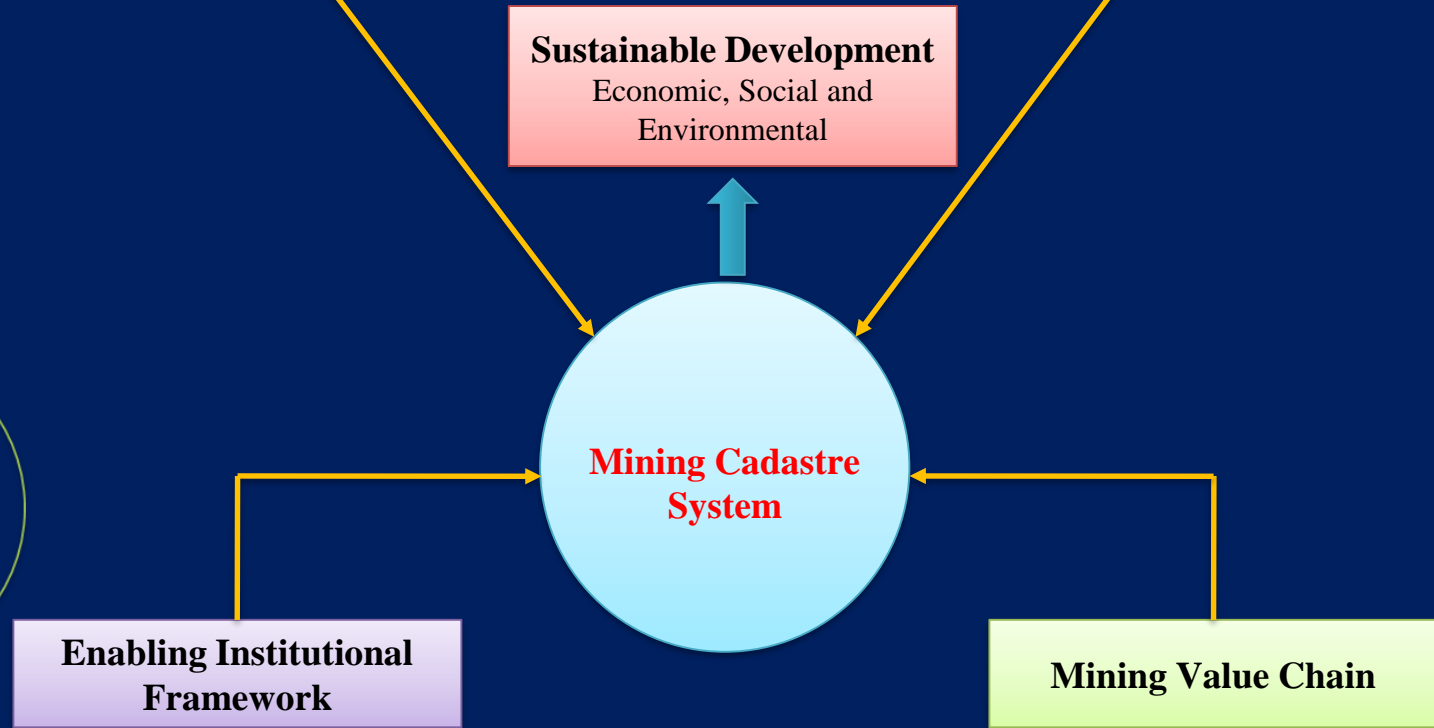 Sustainable Development
Economic, Social and
Environmental
Mining Cadastre
System
Enabling Institutional
Framework
Mining Value Chain